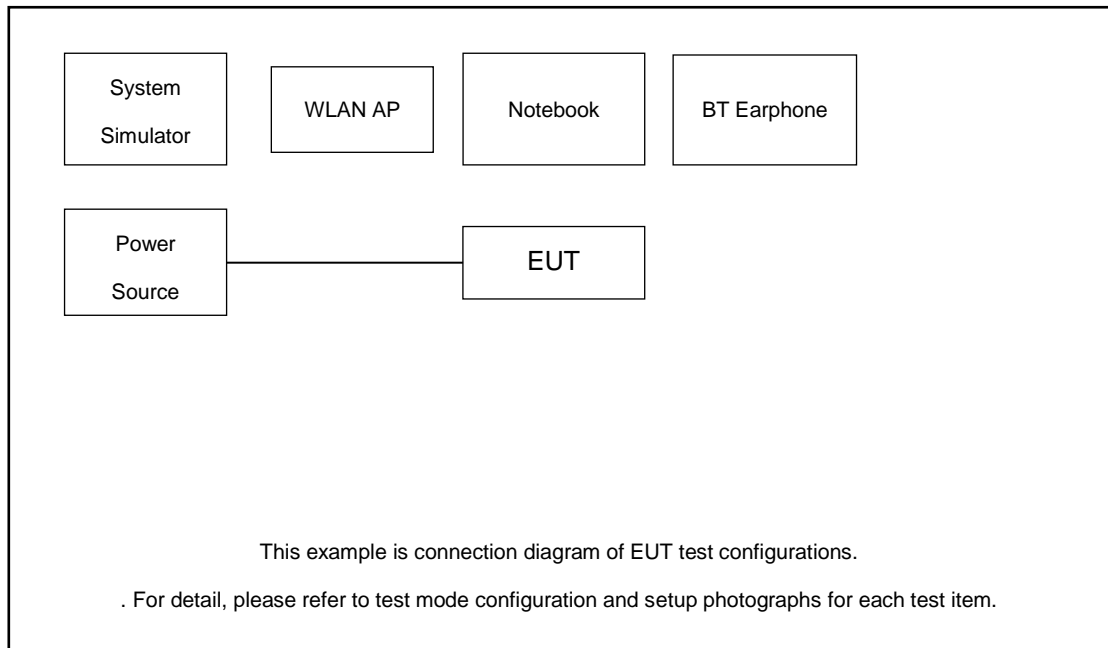 System
Simulator
WLAN AP
Notebook
BT Earphone
Power
Source
EUT
This example is connection diagram of EUT test configurations.
. For detail, please refer to test mode configuration and setup photographs for each test item.